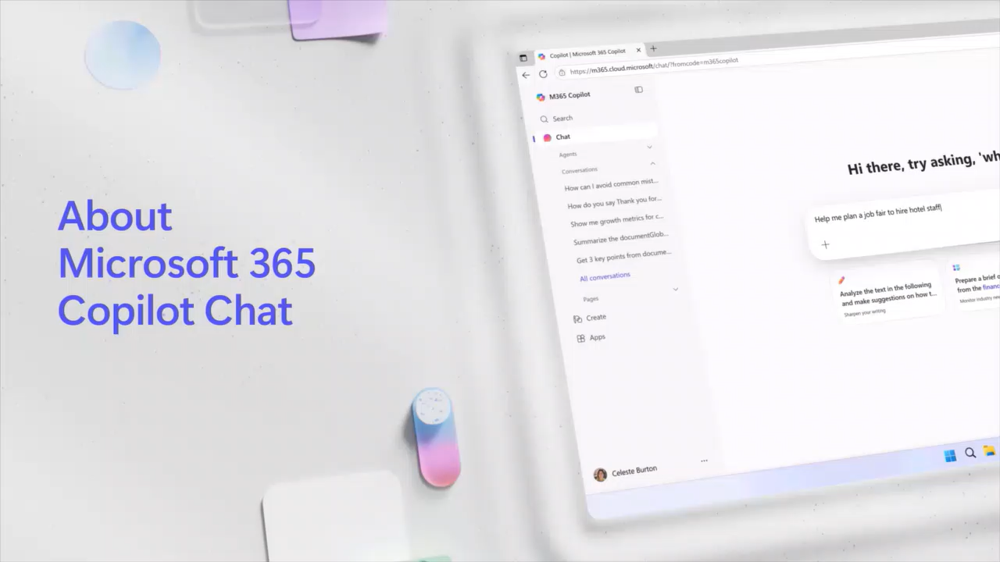 About
Microsoft 365
Copilot Chat
Copilot | Microsoft 365 Copilot
https://m365.cloud.microsoft/chat/?fromcode=m365copilot
M365 Copilot
Search
Chat
Agents
Conversations
How can I avoid common mist...
How do you say Thank you for...
Show me growth metrics for c...
Summarize the documentGlob...
Get 3 key points from docume...
All conversations
Pages
Create
Apps
Celeste Burton
Hi there, try asking, 'wh
Help me plan a job fair to hire hotel staff
Analyze the text in the following
and make suggestions on how t...
Sharpen your writing
Prepare a brief o
from the financ
Monitor industry new